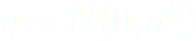 η ∼ N(0, σ²)